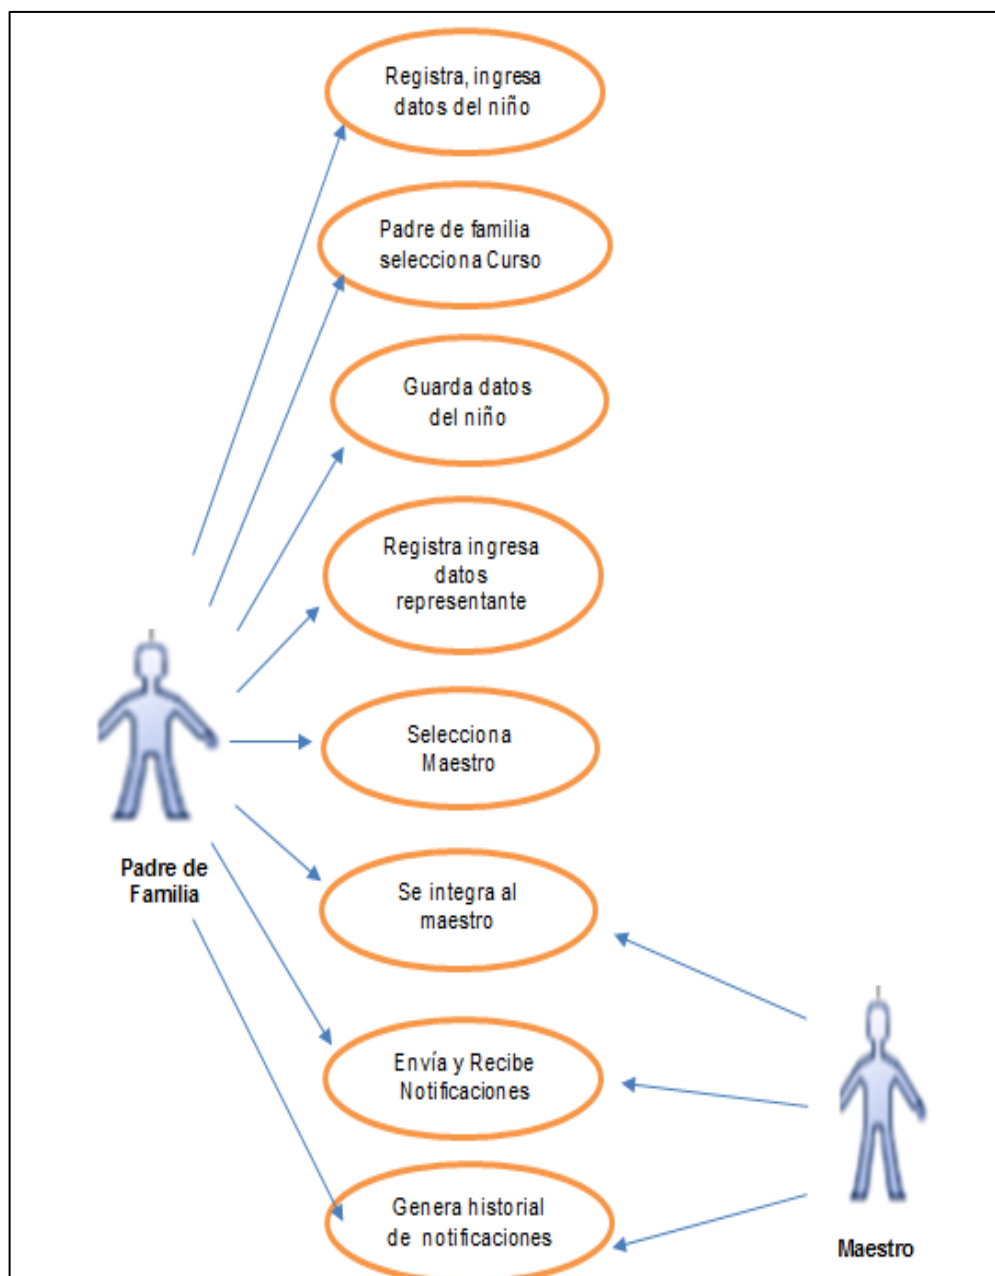 Registra, ingresa
datos del niño
Padre de familia
selecciona Curso
Guarda datos
del niño
Registra ingresa
datos
representante
Selecciona
Maestro
Padre de
Familia
Se integra al
maestro
Envía y Recibe
Notificaciones
Genera historial
de notificaciones
Maestro